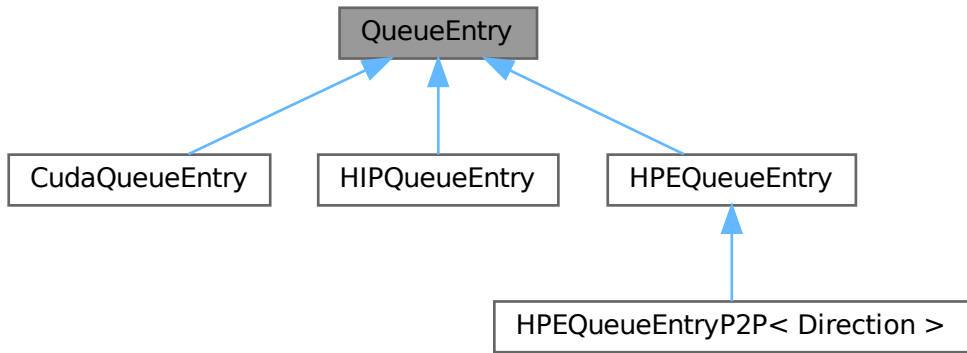 QueueEntry
CudaQueueEntry
HIPQueueEntry
HPEQueueEntry
HPEQueueEntryP2P< Direction >